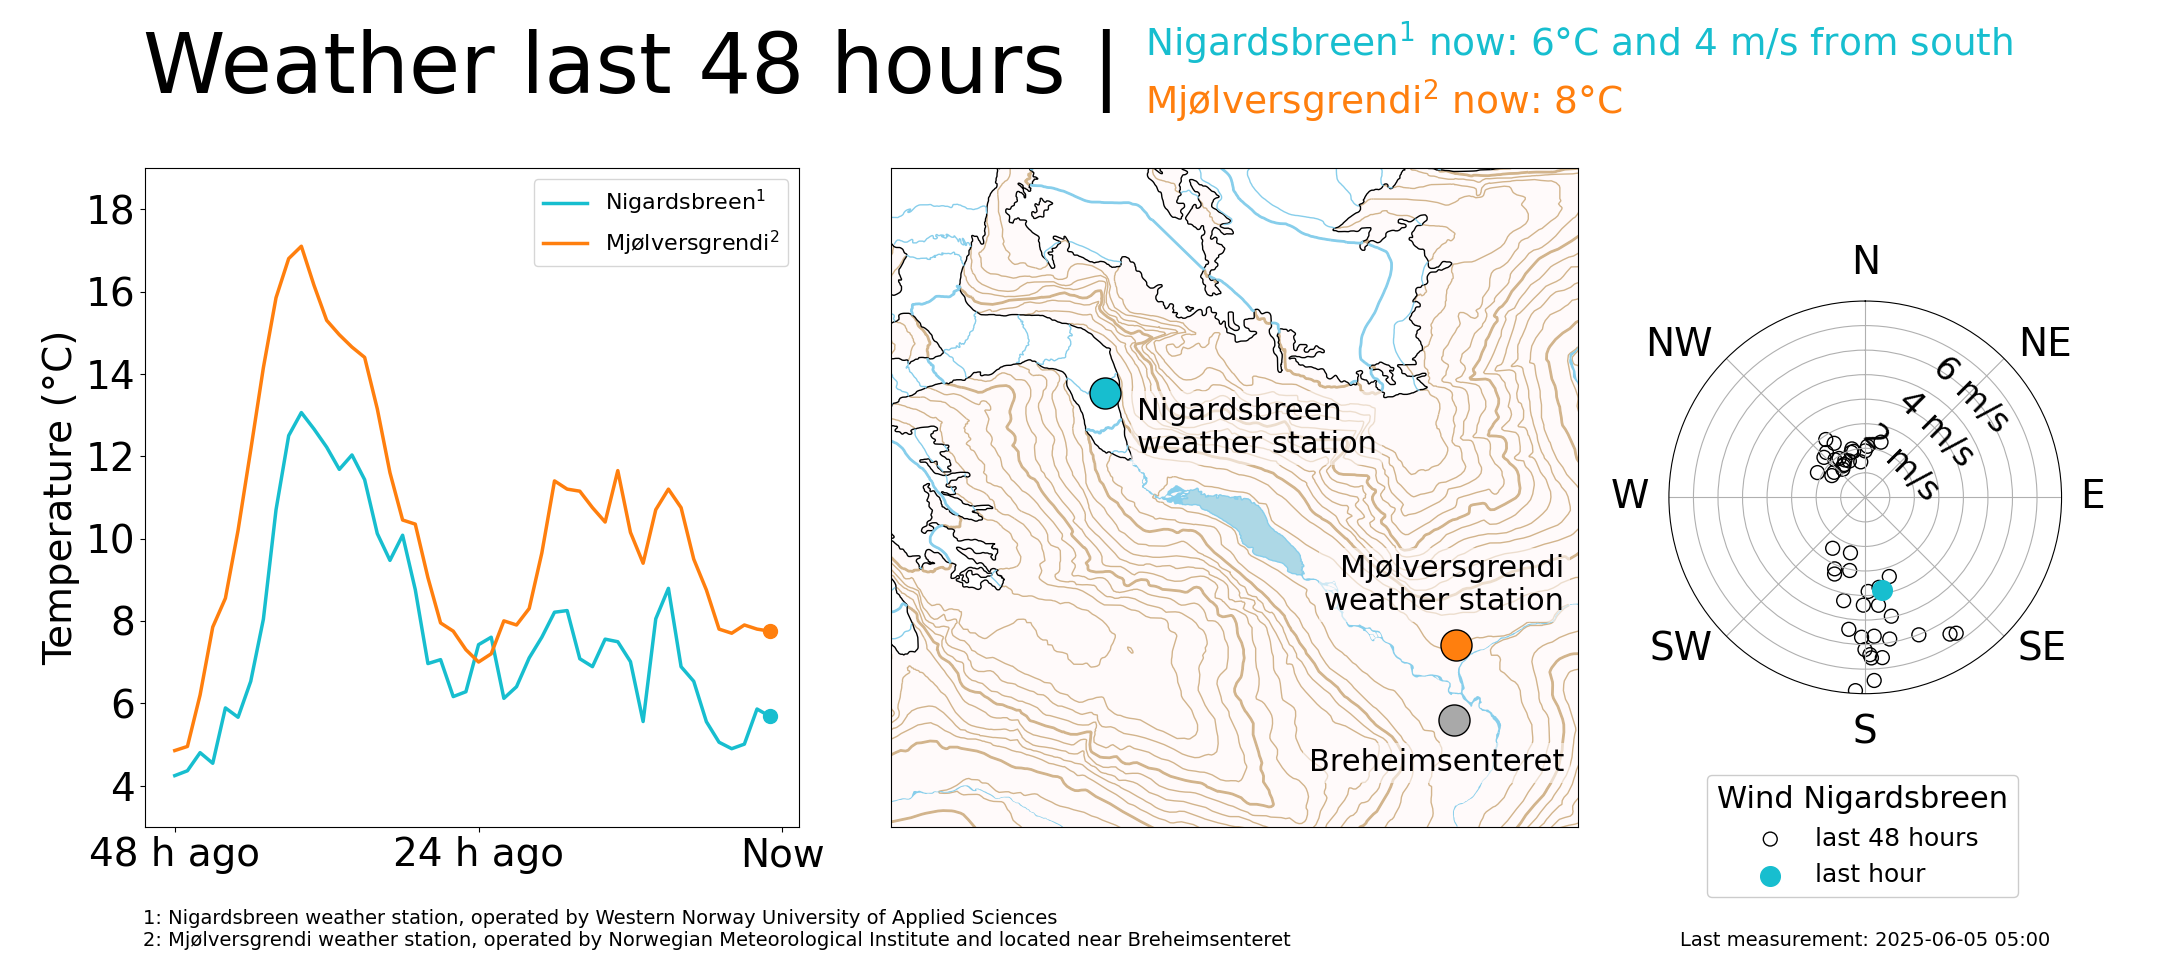 Weather last 48 hours |
Nigardsbreen¹ now: 6°C and 4 m/s from south
Mjølversgrendi² now: 8°C
Temperature (°C)
18
16
14
12
10
8
6
4
48 h ago
24 h ago
Now
Nigardsbreen¹
Mjølversgrendi²
Nigardsbreen
weather station
Mjølversgrendi
weather station
Breheimsenteret
N
NE
E
SE
S
SW
W
NW
6 m/s
4 m/s
2 m/s
Wind Nigardsbreen
last 48 hours
last hour
1: Nigardsbreen weather station, operated by Western Norway University of Applied Sciences
2: Mjølversgrendi weather station, operated by Norwegian Meteorological Institute and located near Breheimsenteret
Last measurement: 2025-06-05 05:00